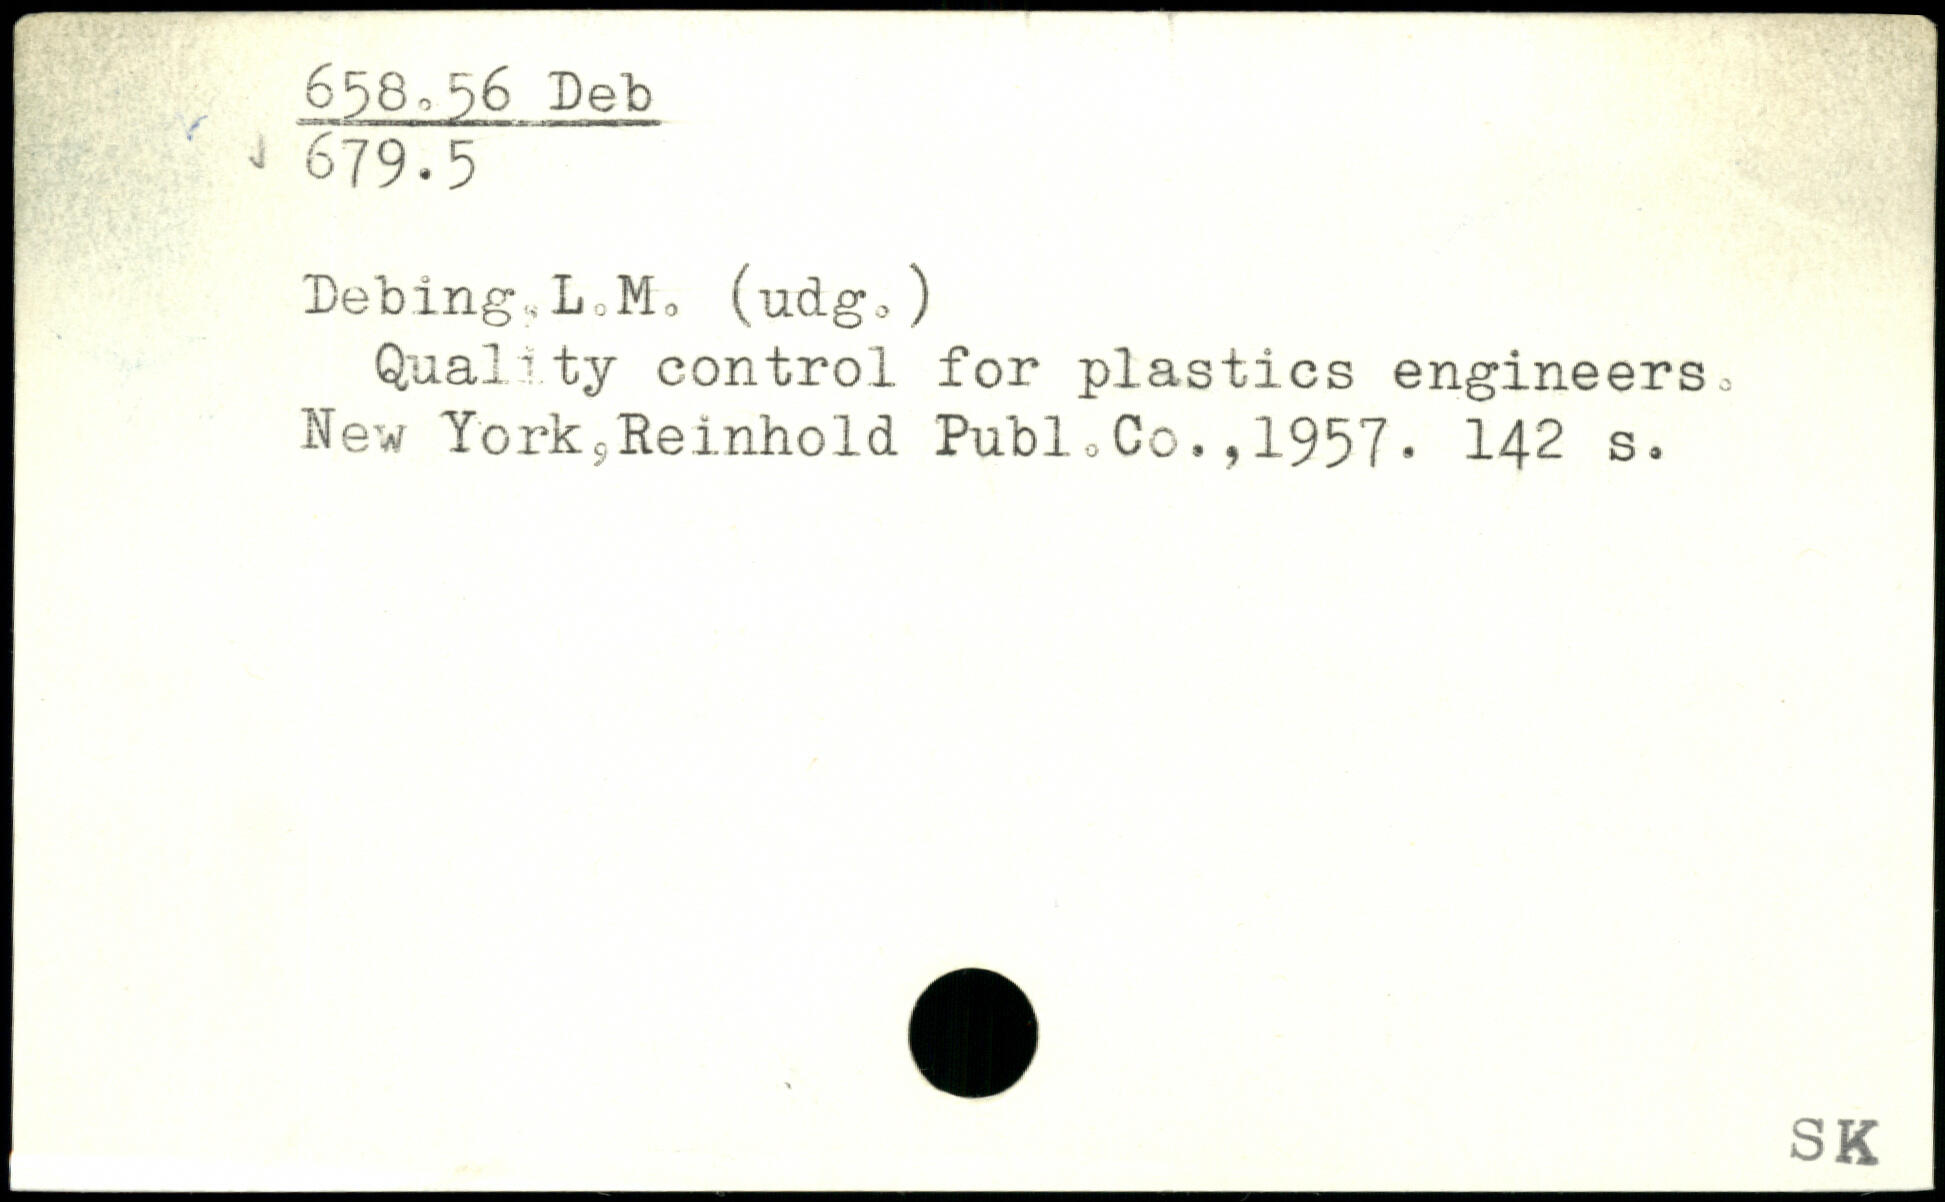 658.56 Deb
679.5
Debing,L.M. (udg.)
Quality control for plastics engineers.
New York,Reinhold Publ.Co.,1957. 142 s.
SK